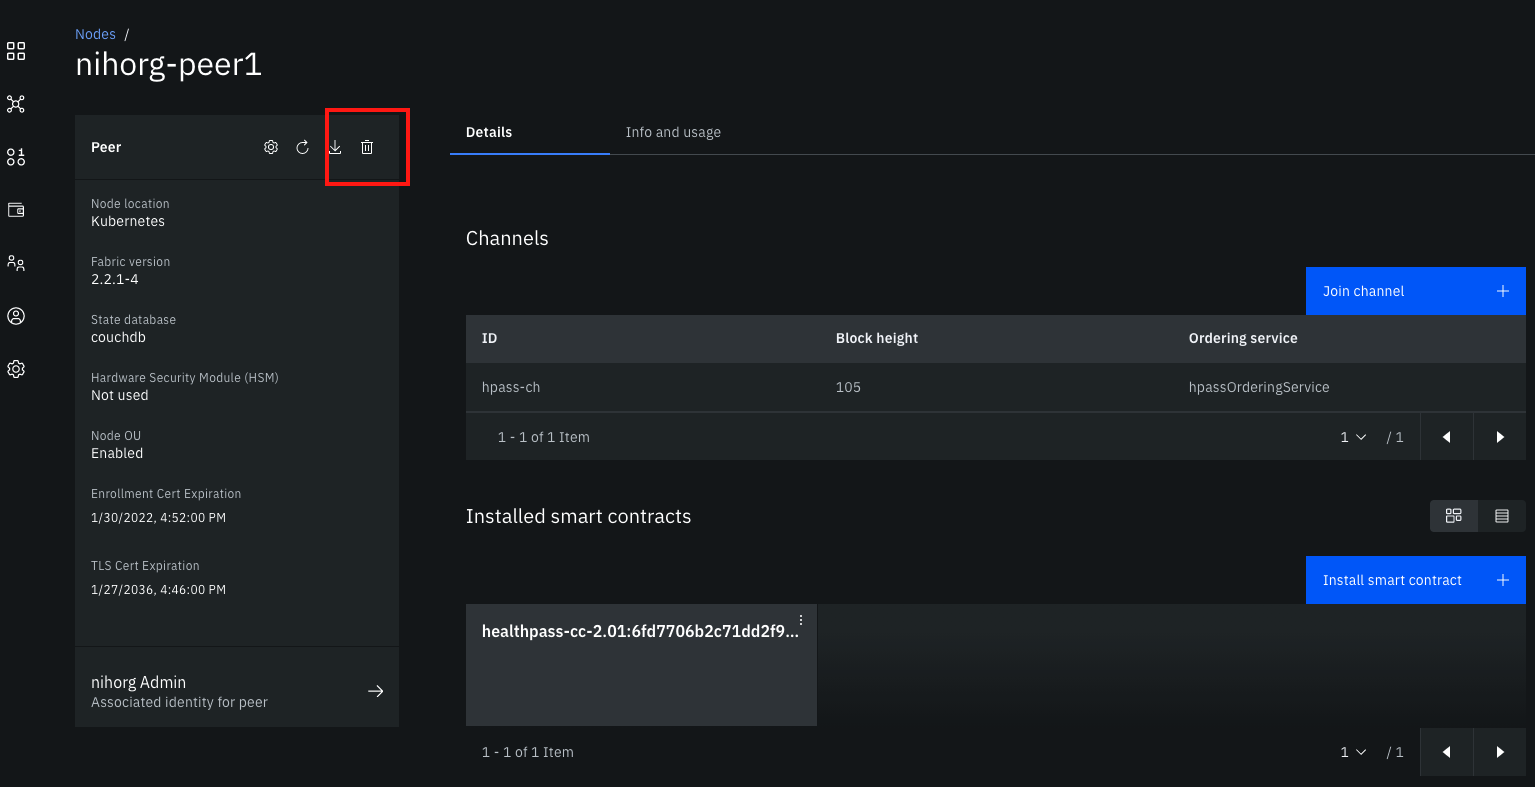 Nodes /
nihorg-peer1
Peer
Node location
Kubernetes
Fabric version
2.2.1-4
State database
couchdb
Hardware Security Module (HSM)
Not used
Node OU
Enabled
Enrollment Cert Expiration
1/30/2022, 4:52:00 PM
TLS Cert Expiration
1/27/2036, 4:46:00 PM
nihorg Admin
Associated identity for peer
Details Info and usage
Channels
Join channel
ID Block height Ordering service
hpass-ch 105 hpassOrderingService
1 - 1 of 1 Item 1 / 1
Installed smart contracts
Install smart contract
healthpass-cc-2.01:6fd7706b2c71dd2f9...
1 - 1 of 1 Item 1 / 1